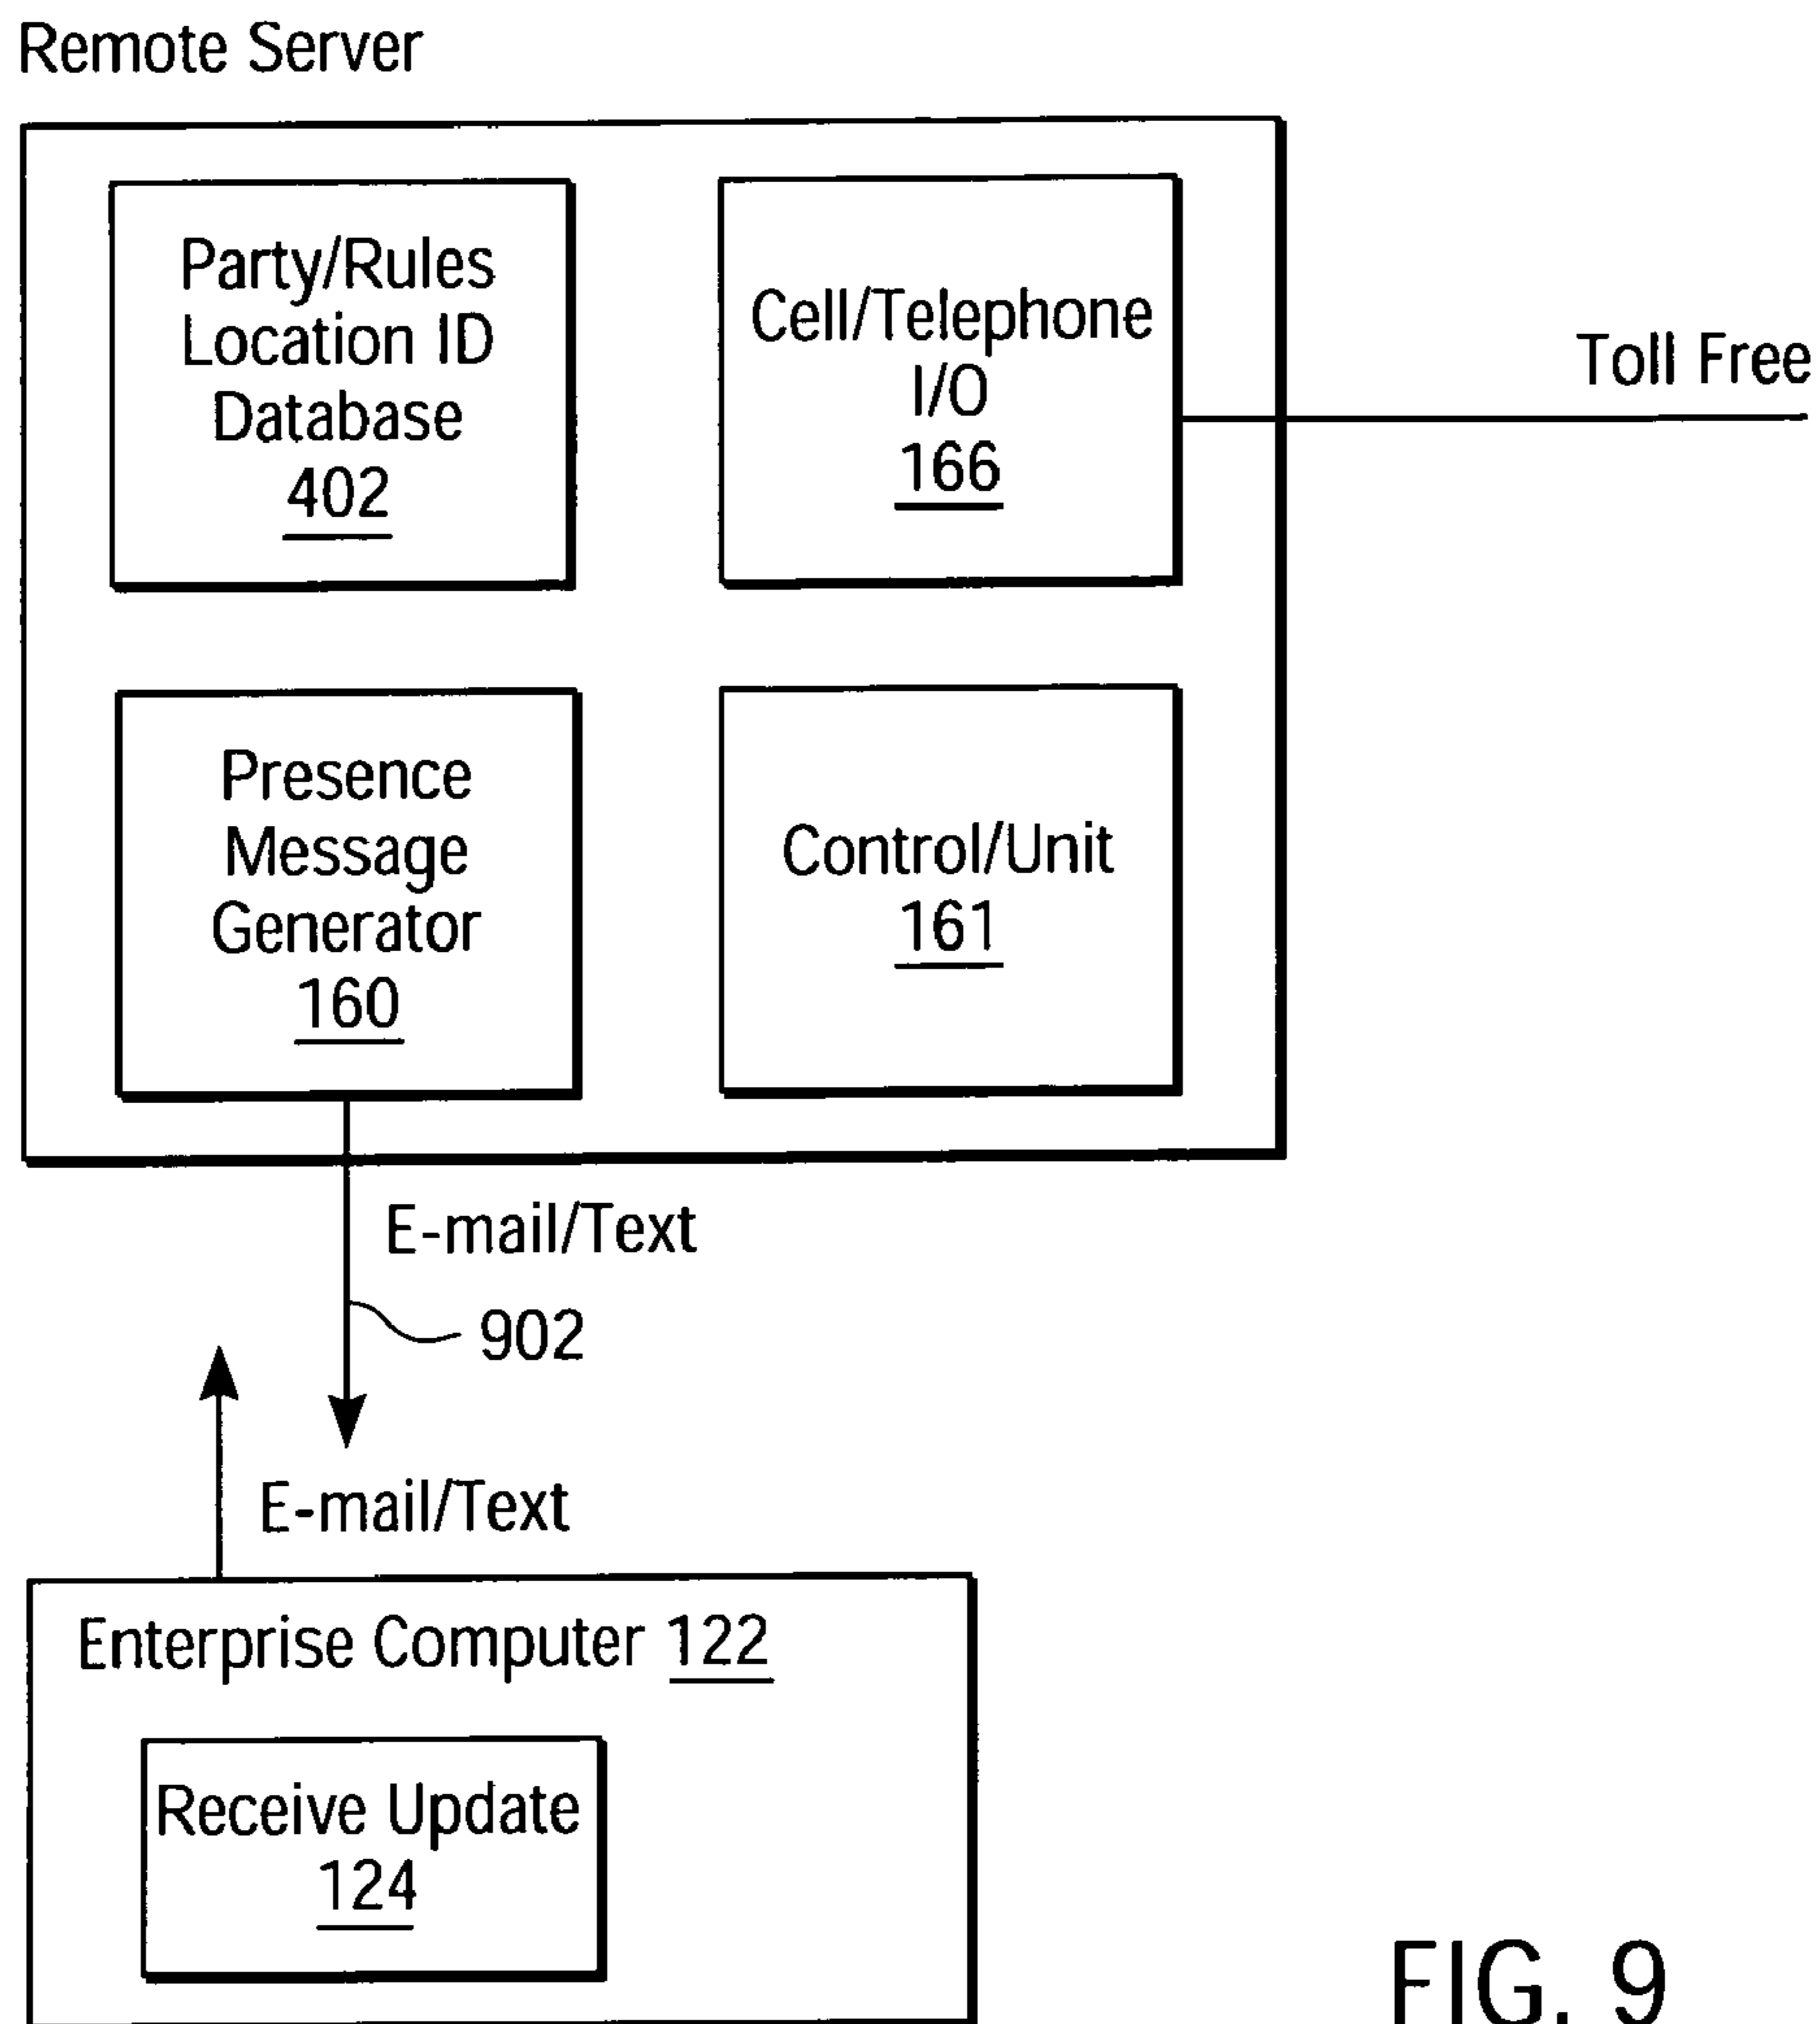 Remote Server
Party/Rules
Location ID
Database
402
Cell/Telephone
I/O
166
Toll Free
Presence
Message
Generator
160
Control/Unit
161
E-mail/Text
902
E-mail/Text
Enterprise Computer 122
Receive Update
124
FIG. 9